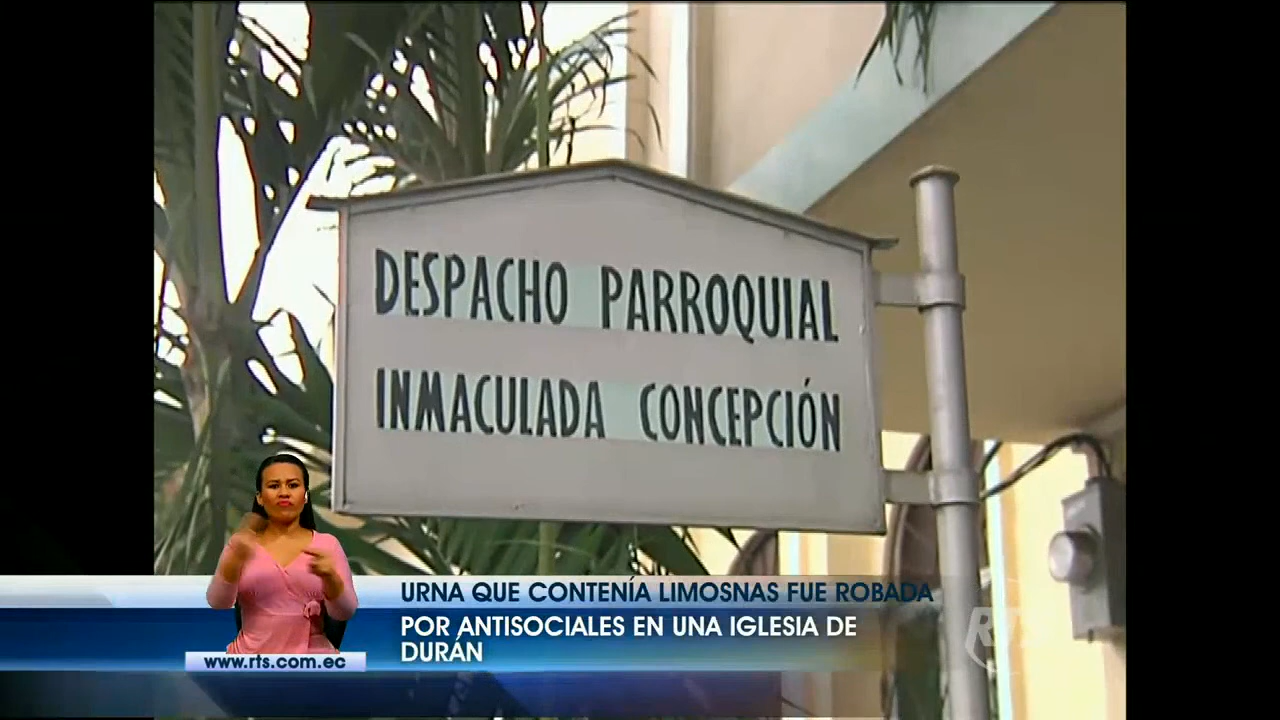 DESPACHO PARROQUIAL
INMACULADA CONCEPCIÓN
URNA QUE CONTENÍA LIMOSNAS FUE ROBADA
POR ANTISOCIALES EN UNA IGLESIA DE
DURÁN
www.rts.com.ec
RTS